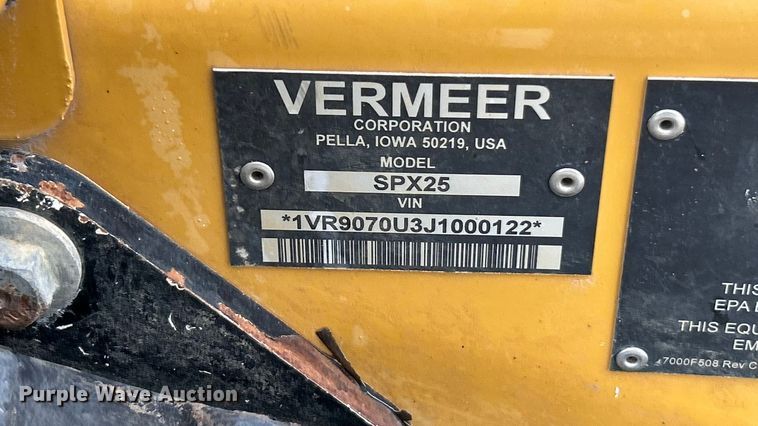 VERMEER
CORPORATION
PELLA, IOWA 50219, USA
MODEL
SPX25
VIN
*1VR9070U3J1000122*
THIS
EPA
THIS EQU
EM
7000F508 Rev C
Purple Wave Auction